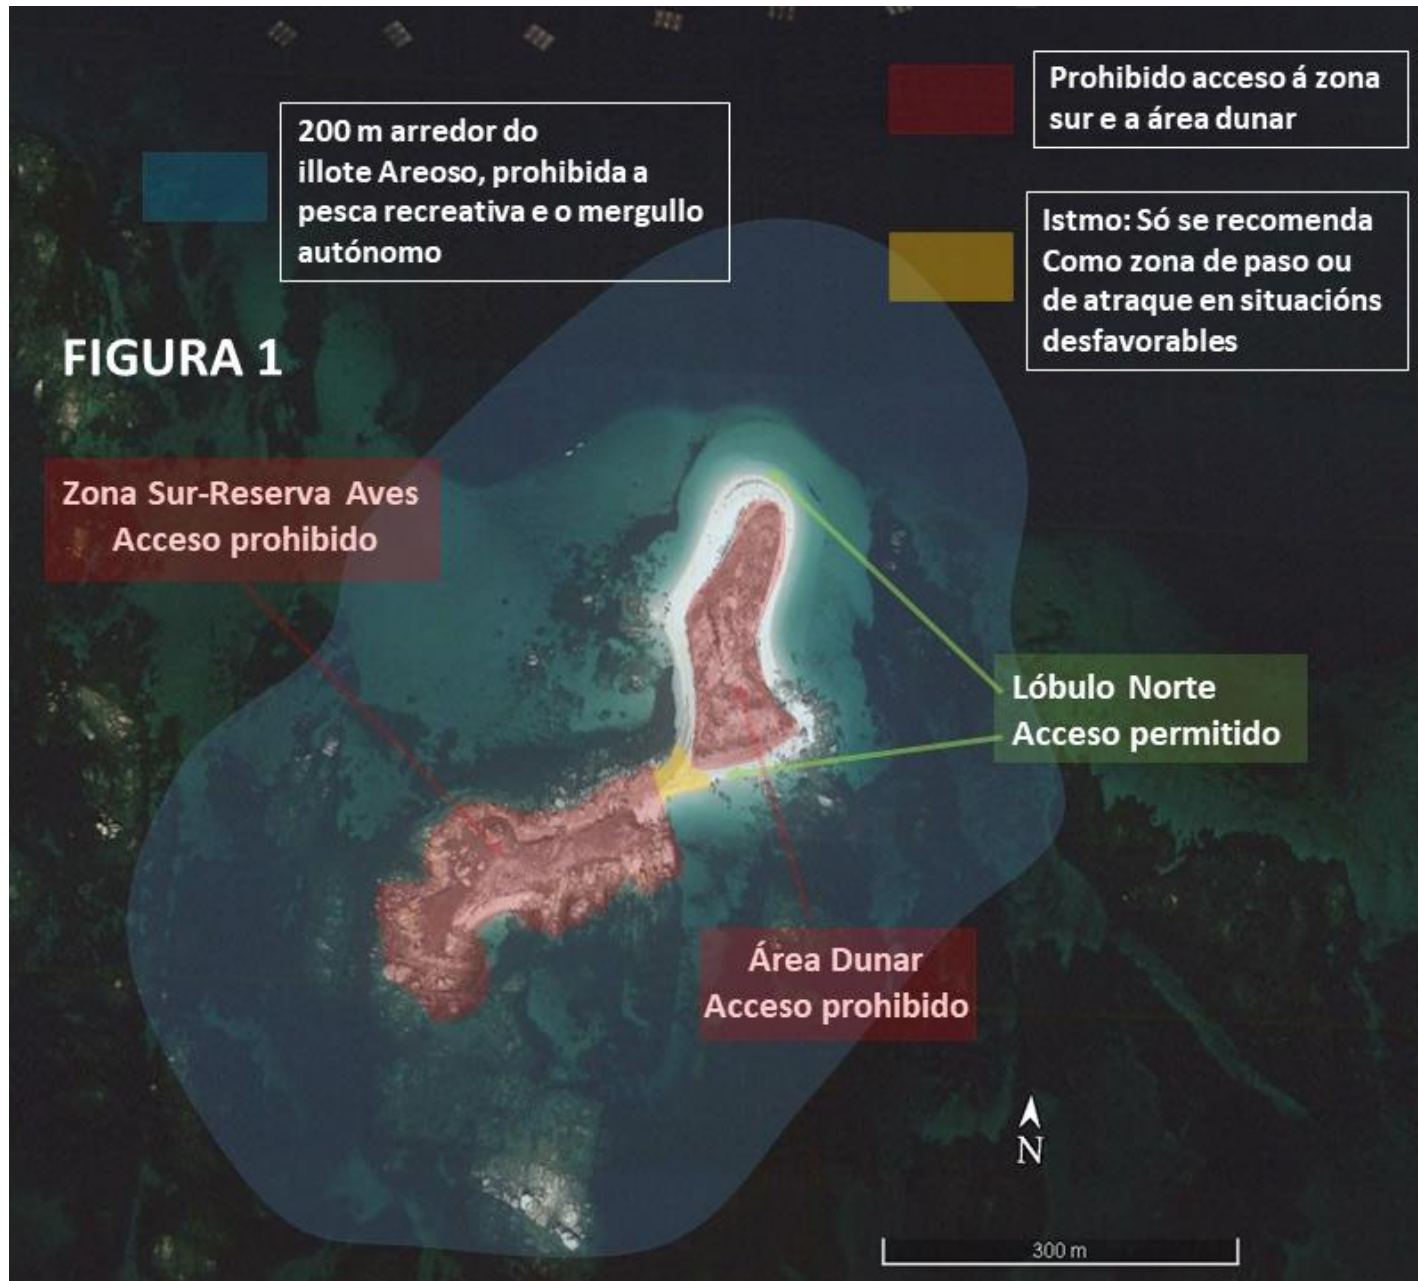 200 m arredor do
illote Areoso, prohibida a
pesca recreativa e o mergullo
autónomo
Prohibido acceso á zona
sur e a área dunar
Istmo: Só se recomenda
Como zona de paso ou
de atraque en situacións
desfavorables
FIGURA 1
Zona Sur-Reserva Aves
Acceso prohibido
Lóbulo Norte
Acceso permitido
Área Dunar
Acceso prohibido
N
300 m